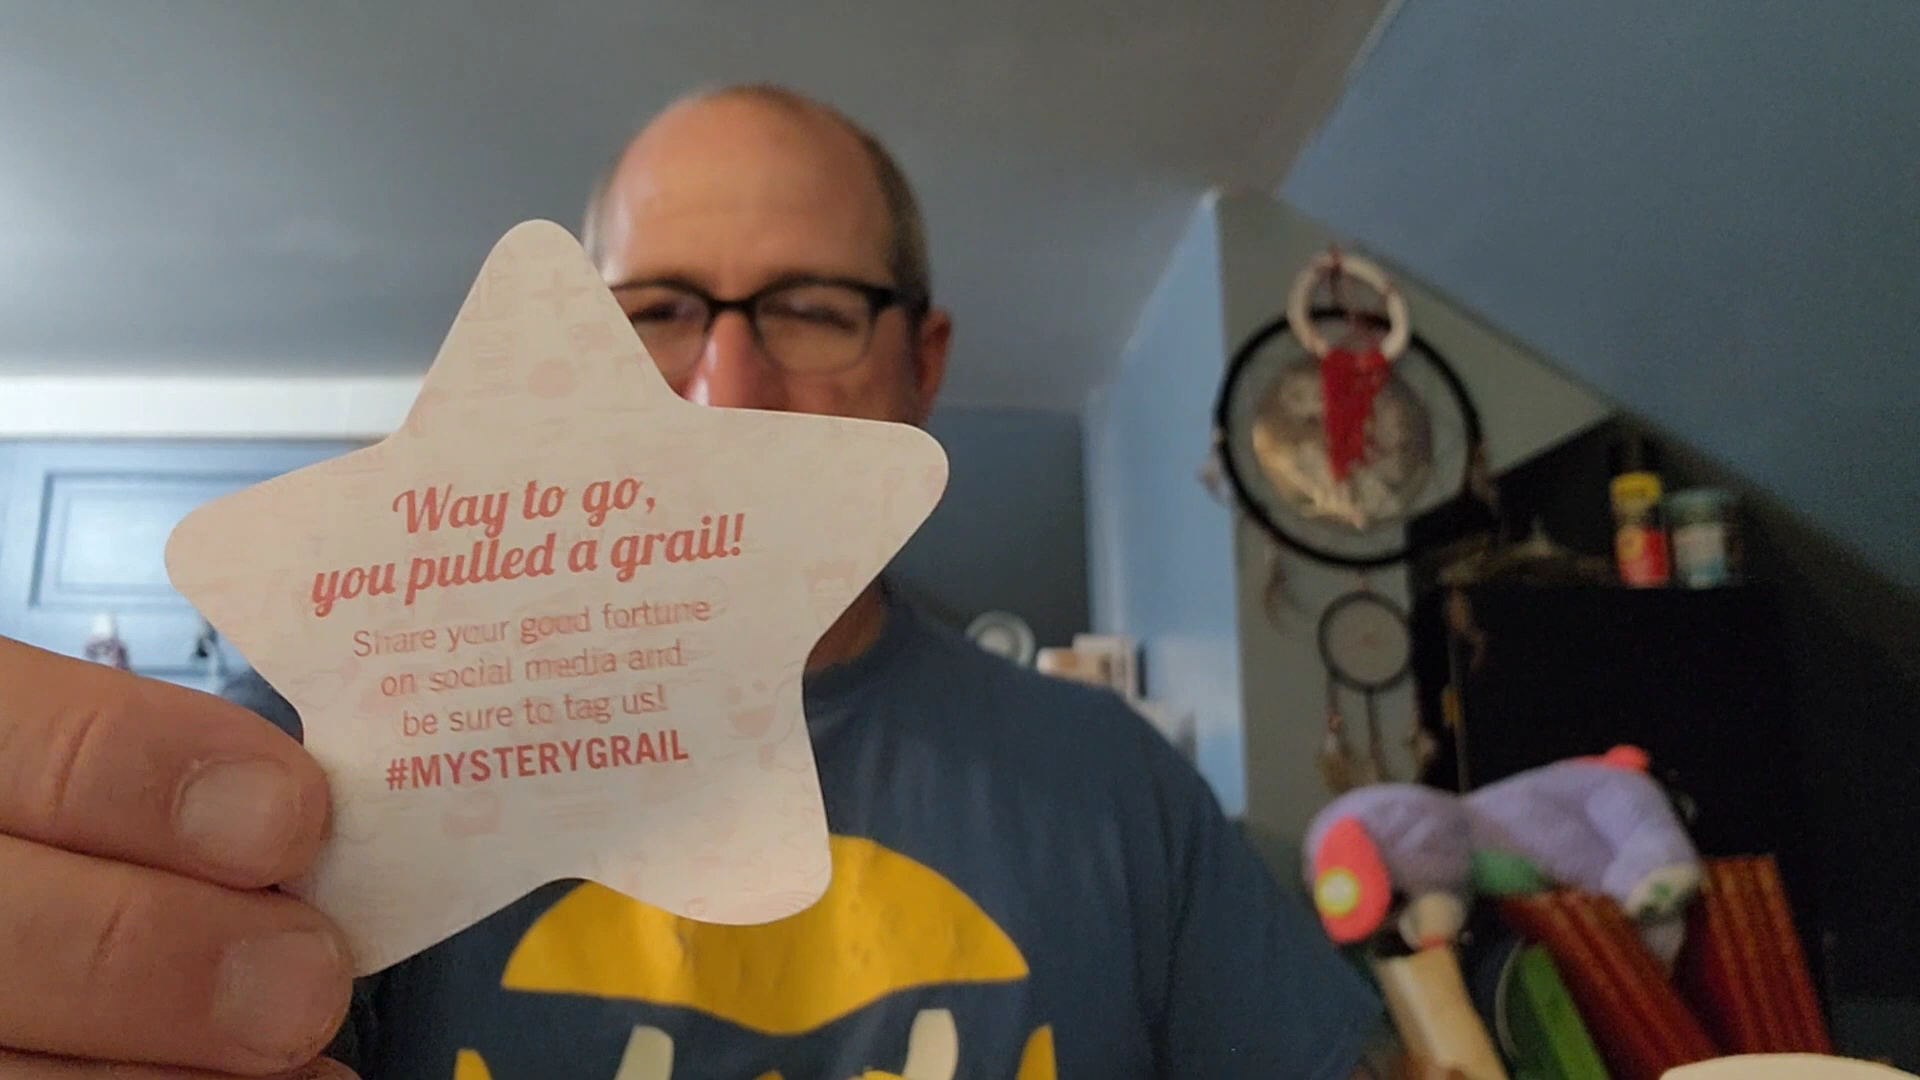 Way to go,
you pulled a grail!
Share your good fortune
on social media and
be sure to tag us!
#MYSTERYGRAIL